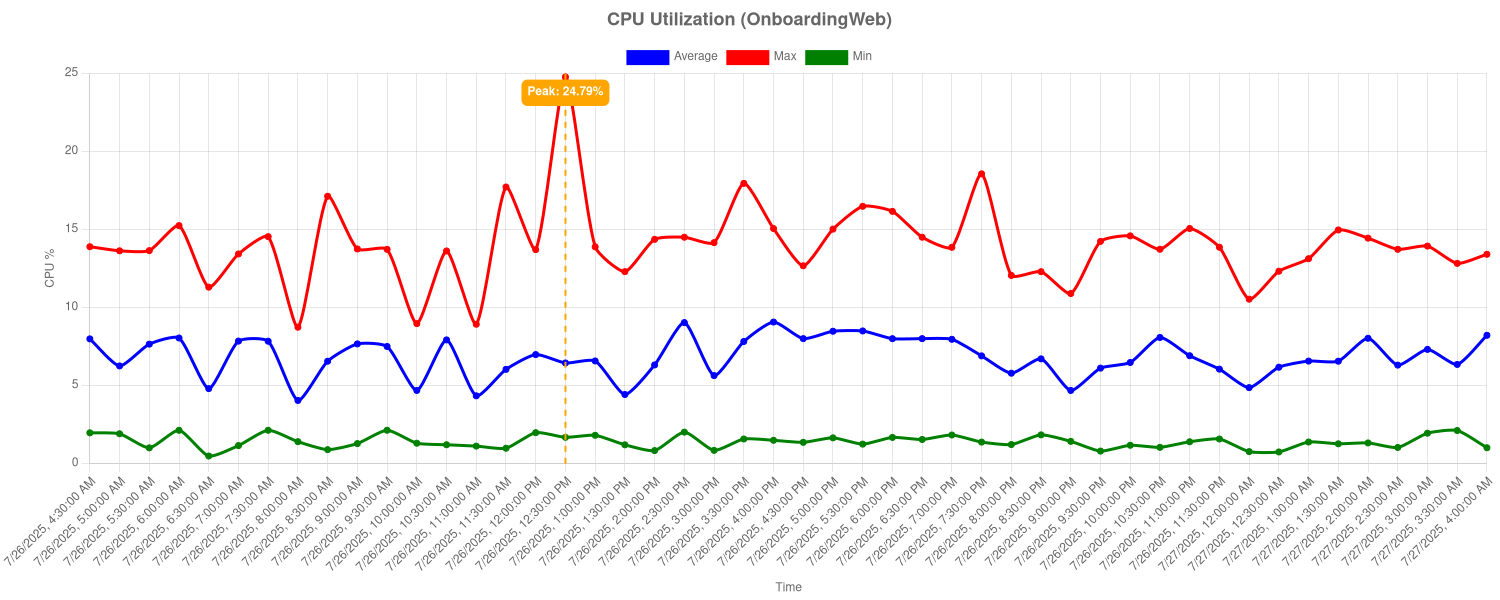 CPU Utilization (OnboardingWeb)
Average Max Min
Peak: 24.79%
25
20
15
10
5
0
CPU %
7/26/2025, 4:30:00 AM
7/26/2025, 5:00:00 AM
7/26/2025, 5:30:00 AM
7/26/2025, 6:00:00 AM
7/26/2025, 6:30:00 AM
7/26/2025, 7:00:00 AM
7/26/2025, 7:30:00 AM
7/26/2025, 8:00:00 AM
7/26/2025, 8:30:00 AM
7/26/2025, 9:00:00 AM
7/26/2025, 9:30:00 AM
7/26/2025, 10:00:00 AM
7/26/2025, 10:30:00 AM
7/26/2025, 11:00:00 AM
7/26/2025, 11:30:00 AM
7/26/2025, 12:00:00 PM
7/26/2025, 12:30:00 PM
7/26/2025, 1:00:00 PM
7/26/2025, 1:30:00 PM
7/26/2025, 2:00:00 PM
7/26/2025, 2:30:00 PM
7/26/2025, 3:00:00 PM
7/26/2025, 3:30:00 PM
7/26/2025, 4:00:00 PM
7/26/2025, 4:30:00 PM
7/26/2025, 5:00:00 PM
7/26/2025, 5:30:00 PM
7/26/2025, 6:00:00 PM
7/26/2025, 6:30:00 PM
7/26/2025, 7:00:00 PM
7/26/2025, 7:30:00 PM
7/26/2025, 8:00:00 PM
7/26/2025, 8:30:00 PM
7/26/2025, 9:00:00 PM
7/26/2025, 9:30:00 PM
7/26/2025, 10:00:00 PM
7/26/2025, 10:30:00 PM
7/26/2025, 11:00:00 PM
7/26/2025, 11:30:00 PM
7/27/2025, 12:00:00 AM
7/27/2025, 12:30:00 AM
7/27/2025, 1:00:00 AM
7/27/2025, 1:30:00 AM
7/27/2025, 2:00:00 AM
7/27/2025, 2:30:00 AM
7/27/2025, 3:00:00 AM
7/27/2025, 3:30:00 AM
7/27/2025, 4:00:00 AM
Time